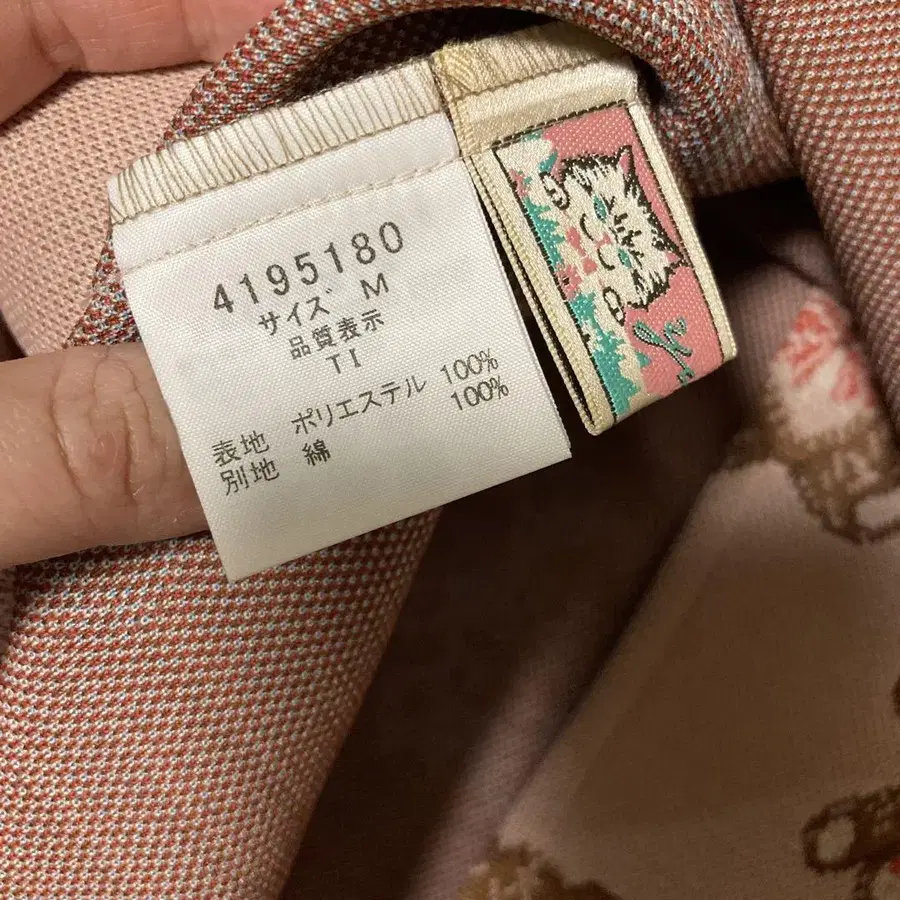 4195180
サイズ M
品質表示
TI
表地 ポリエステル 100%
別地 綿 100%